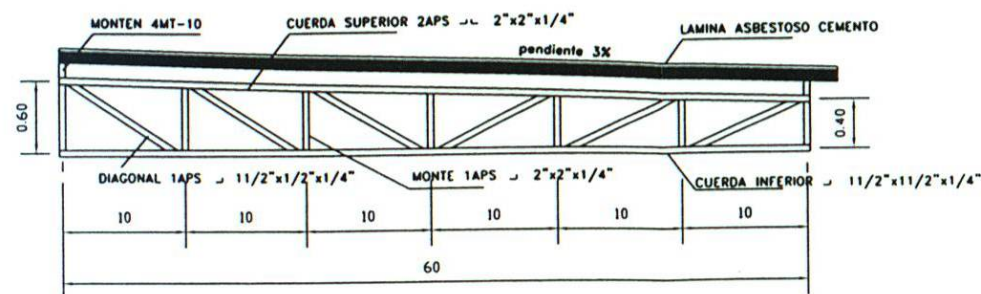 MONTEN 4MT-10
CUERDA SUPERIOR 2APS ⅃L 2"x2"x1/4"
LAMINA ASBESTOSO CEMENTO
pendiente 3%
0.60
0.40
DIAGONAL 1APS ⅃ 11/2"x1/2"x1/4"
MONTE 1APS ⅃ 2"x2"x1/4"
CUERDA INFERIOR ⅃ 11/2"x11/2"x1/4"
10
10
10
10
10
10
60